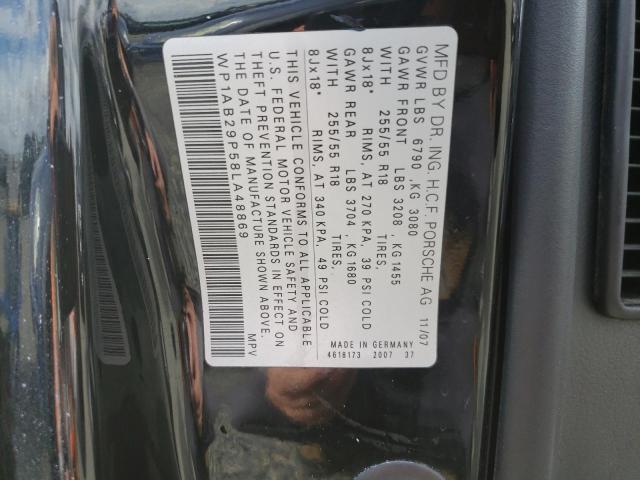 MFD BY DR. ING. H.C.F. PORSCHE AG 11/07
GVWR LBS 6790 ,KG 3080
GAWR FRONT LBS 3208 , KG1455
WITH 255/55 R18 TIRES,
8Jx18" RIMS, AT 270 KPA, 39 PSI COLD
GAWR REAR LBS 3704 , KG1680
WITH 255/55 R18 TIRES,
8Jx18" RIMS, AT 340 KPA, 49 PSI COLD
THIS VEHICLE CONFORMS TO ALL APPLICABLE
U.S. FEDERAL MOTOR VEHICLE SAFETY AND
THEFT PREVENTION STANDARDS IN EFFECT ON
THE DATE OF MANUFACTURE SHOWN ABOVE.
WP1AB29P58LA48869 MPV
MADE IN GERMANY
4618173 2007 37